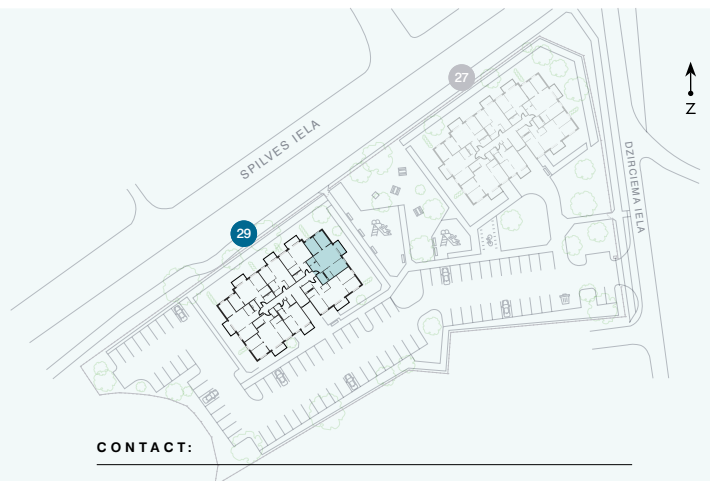 27
Z
SPILVES IELA
DZIRCIEMA IELA
29
CONTACT: